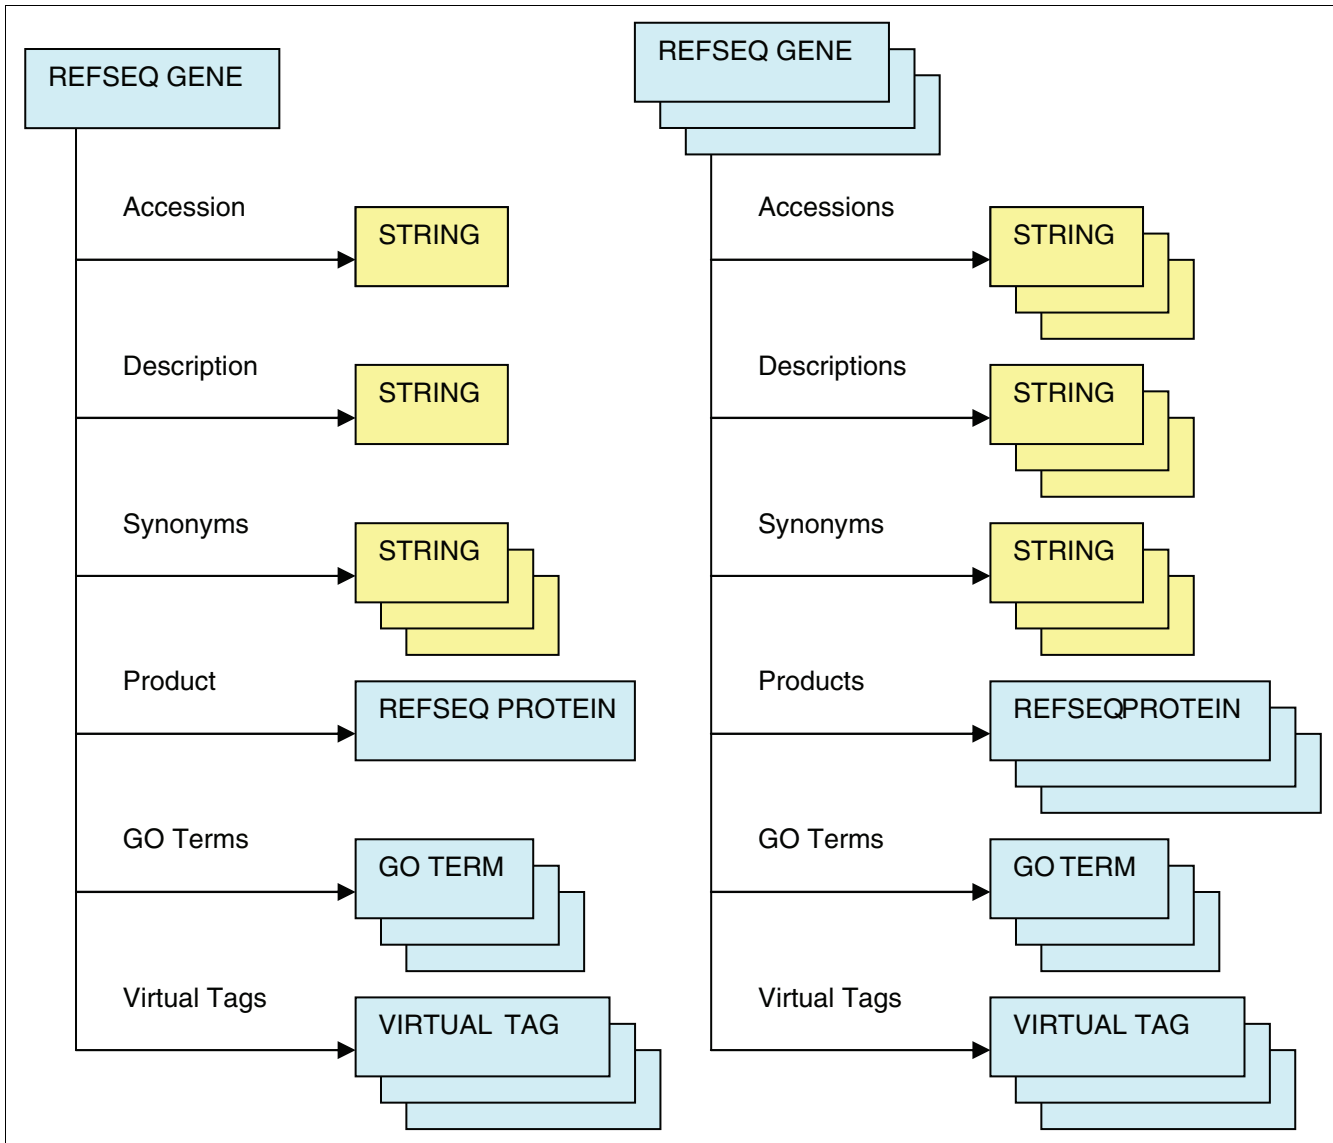 REFSEQ GENE
Accession
STRING
Description
STRING
Synonyms
STRING
Product
REFSEQ PROTEIN
GO Terms
GO TERM
Virtual Tags
VIRTUAL TAG
REFSEQ GENE
Accessions
STRING
Descriptions
STRING
Synonyms
STRING
Products
REFSEQPROTEIN
GO Terms
GO TERM
Virtual Tags
VIRTUAL TAG